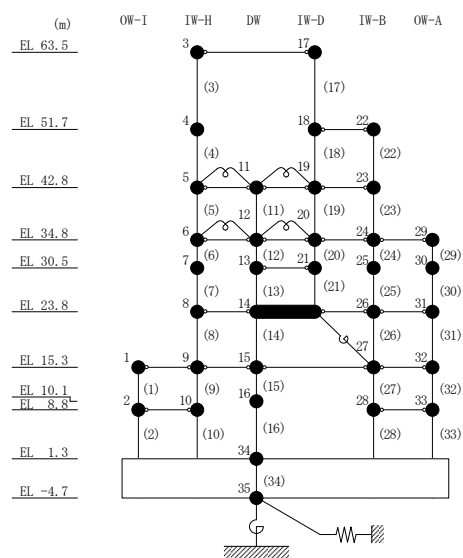 (m) OW-I IW-H DW IW-D IW-B OW-A
EL 63.5 3 17
(3) (17)
EL 51.7 4 18 22
(4) (18) (22)
11 19
EL 42.8 5 23
(5) (11) (19) (23)
12 20
EL 34.8 6 24 29
(6) (12) (20) (24) (29)
EL 30.5 7 13 21 25 30
(7) (13) (21) (25) (30)
EL 23.8 8 14 26 31
(8) (14) (26) (31)
27
EL 15.3 1 9 15 32
(1) (9) (15) (27) (32)
EL 10.1 16
EL 8.8 2 10 28 33
(2) (10) (16) (28) (33)
EL 1.3 34
(34)
EL -4.7 35